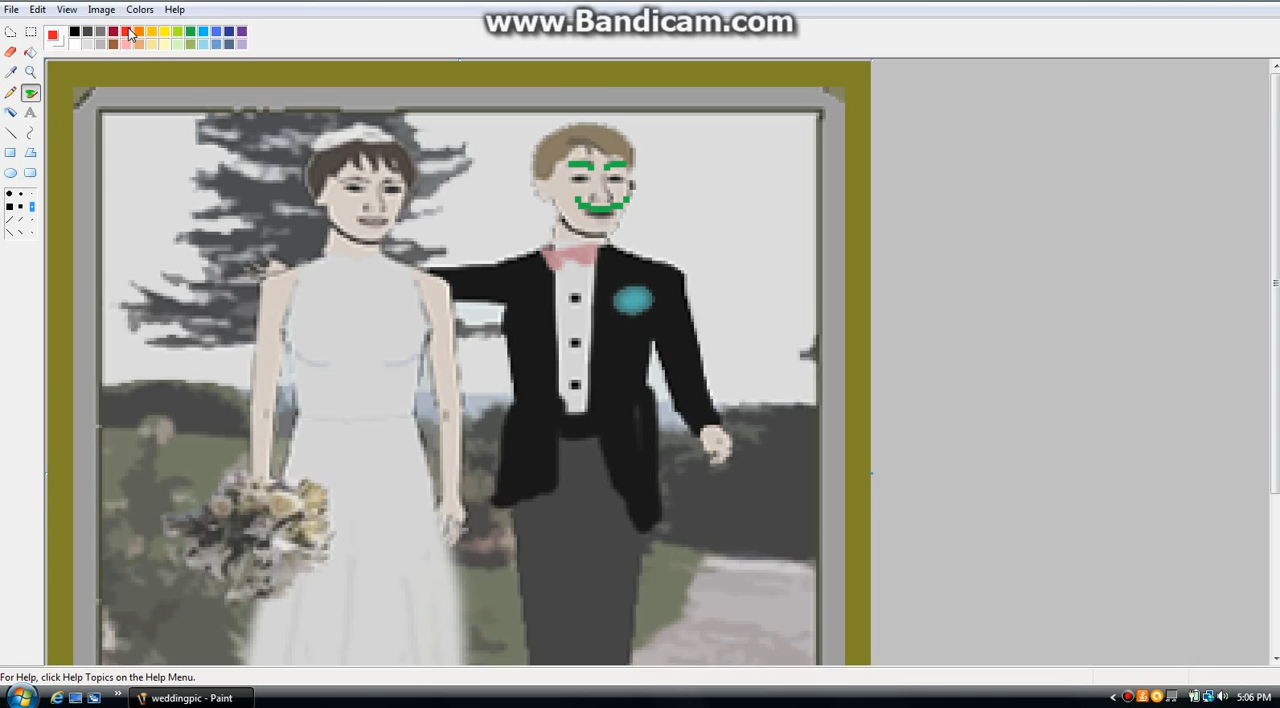 www.Bandicam.com
File Edit View Image Colors Help
A
For Help, click Help Topics on the Help Menu.
» weddingpic - Paint < 5:06 PM